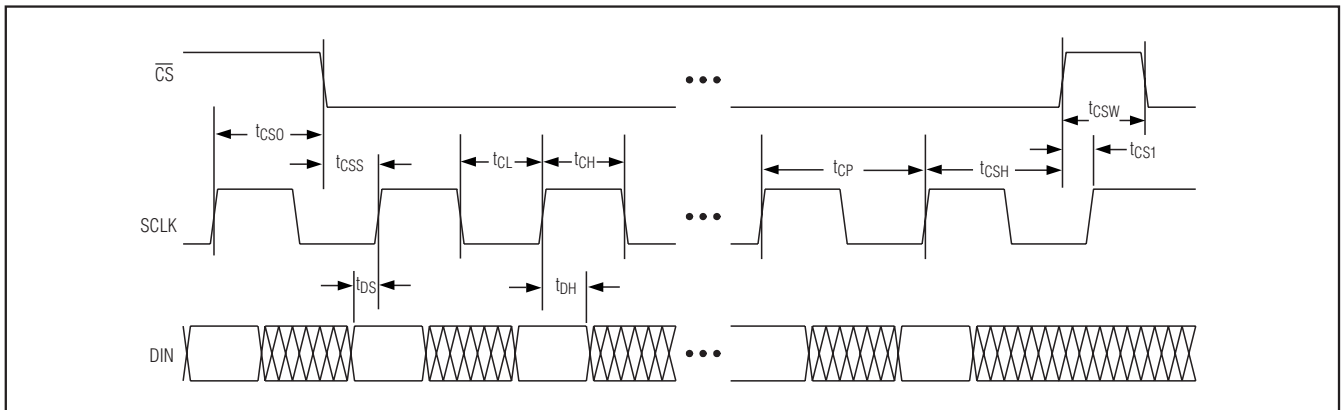 CS
tCSO
tCSW
tCSS
tCL
tCH
tCP
tCSH
tCS1
SCLK
tDS
tDH
DIN